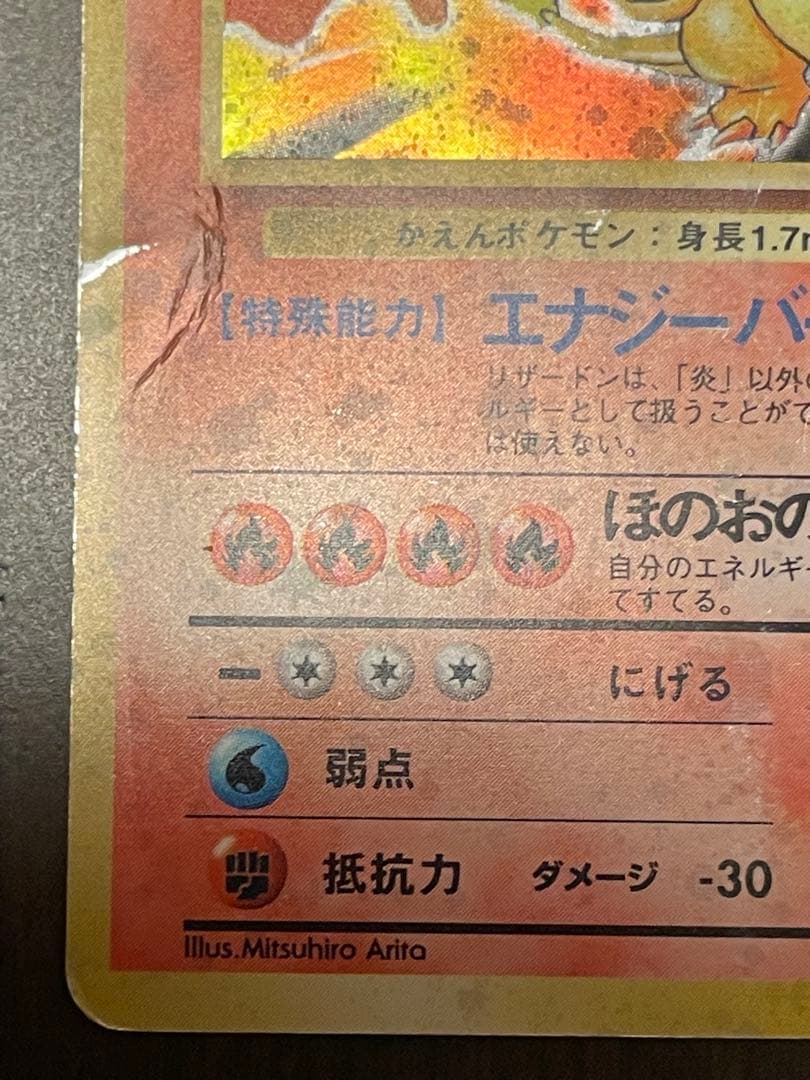 かえんポケモン：身長1.7m
【特殊能力】 エナジーバ
リザードンは、「炎」以外の
ルギーとして扱うことがで
は使えない。
ほのおの
自分のエネルギー
てすてる。
にげる
弱点
抵抗力 ダメージ -30
Illus.Mitsuhiro Arita